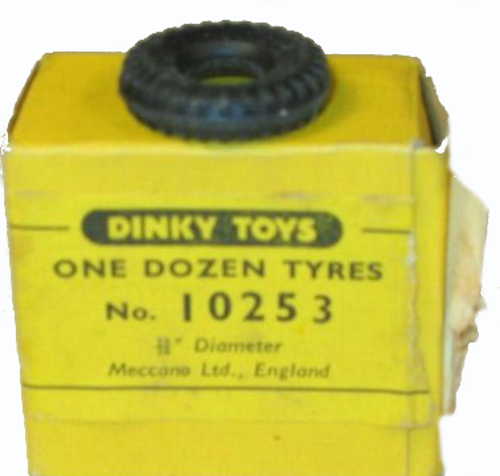 DINKY TOYS
ONE DOZEN TYRES
No. 10253
" Diameter
Meccano Ltd., England